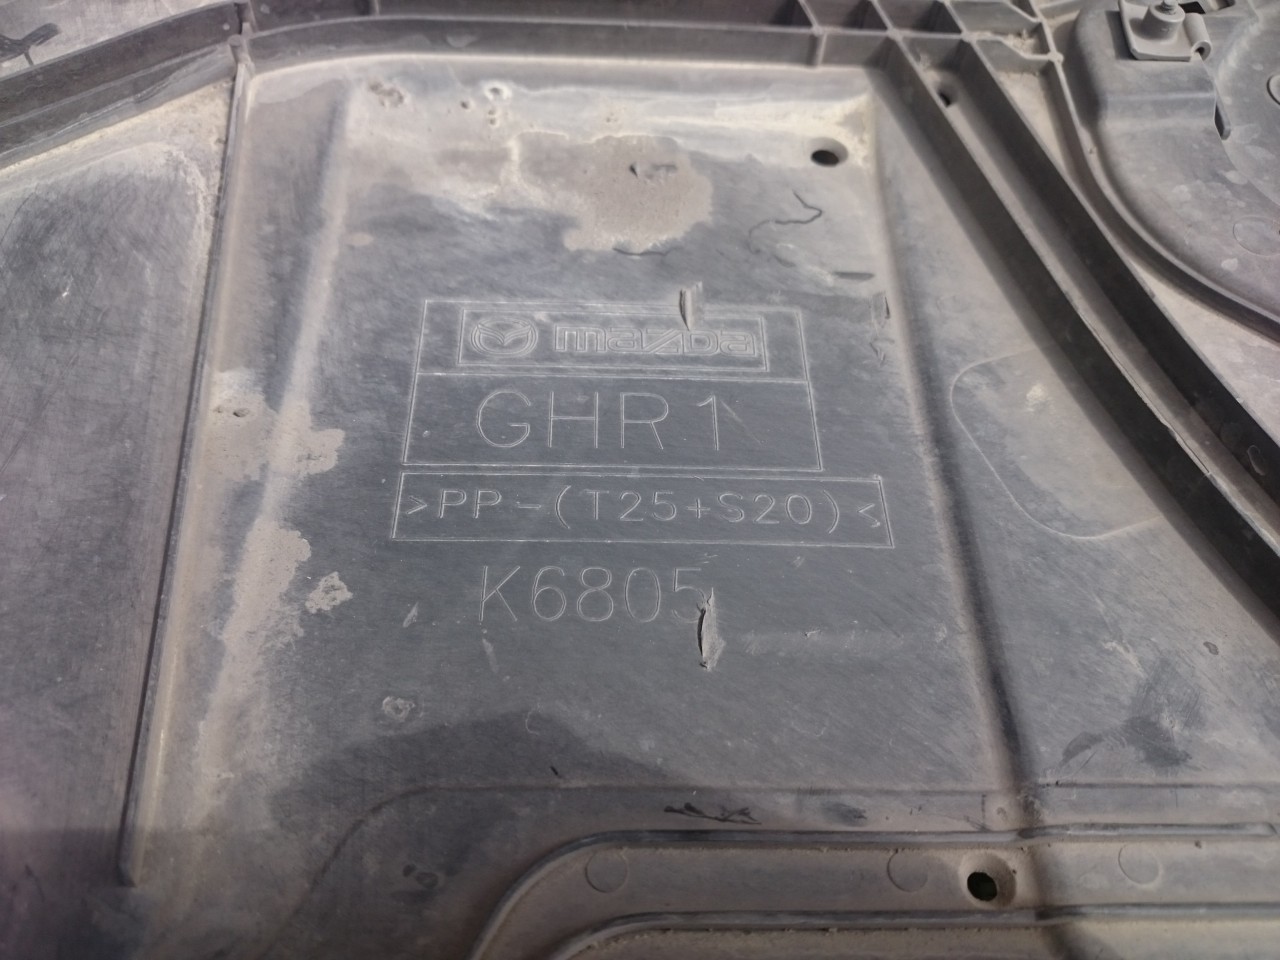 mazda
GHR1
>PP-(T25+S20)<
K6805